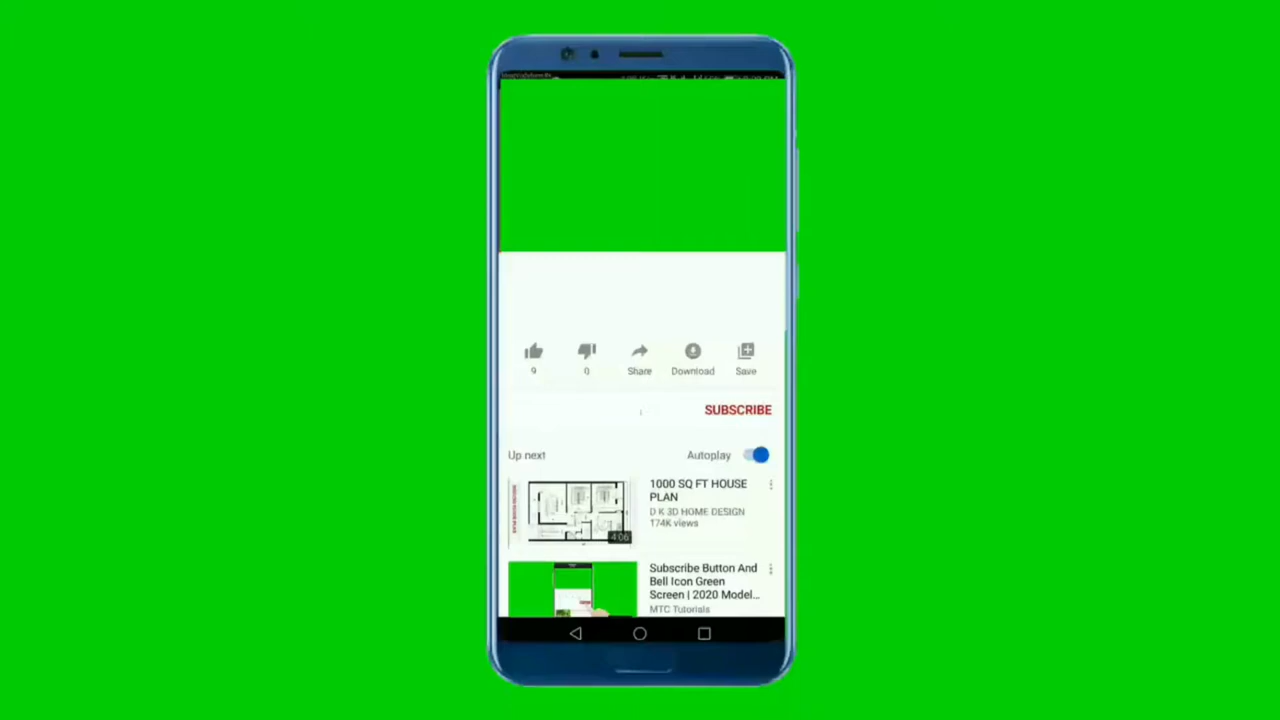 9
0
Share
Download
Save
SUBSCRIBE
Up next
Autoplay
1000 SQ FT HOUSE
PLAN
D K 3D HOME DESIGN
174K views
4:06
Subscribe Button And
Bell Icon Green
Screen | 2020 Model...
MTC Tutorials